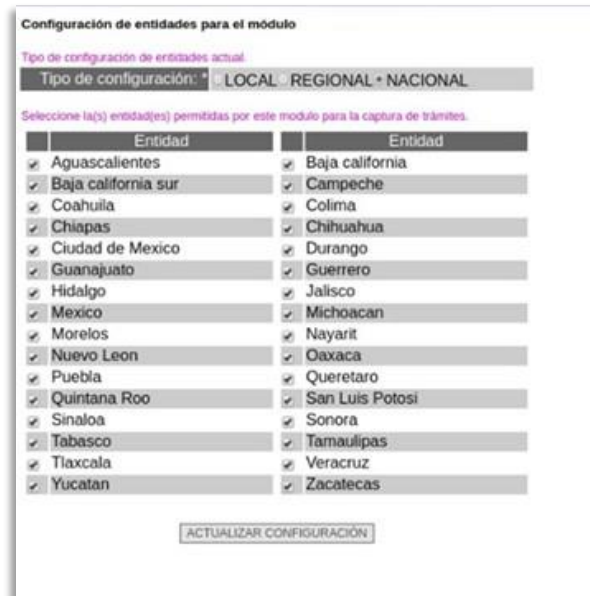 Configuración de entidades para el módulo
Tipo de configuración de entidades actual.
Tipo de configuración: * LOCAL REGIONAL NACIONAL
Seleccione la(s) entidad(es) permitidas por este modulo para la captura de trámites.
Entidad Entidad
Aguascalientes Baja california
Baja california sur Campeche
Coahuila Colima
Chiapas Chihuahua
Ciudad de Mexico Durango
Guanajuato Guerrero
Hidalgo Jalisco
Mexico Michoacan
Morelos Nayarit
Nuevo Leon Oaxaca
Puebla Queretaro
Quintana Roo San Luis Potosi
Sinaloa Sonora
Tabasco Tamaulipas
Tlaxcala Veracruz
Yucatan Zacatecas
ACTUALIZAR CONFIGURACIÓN